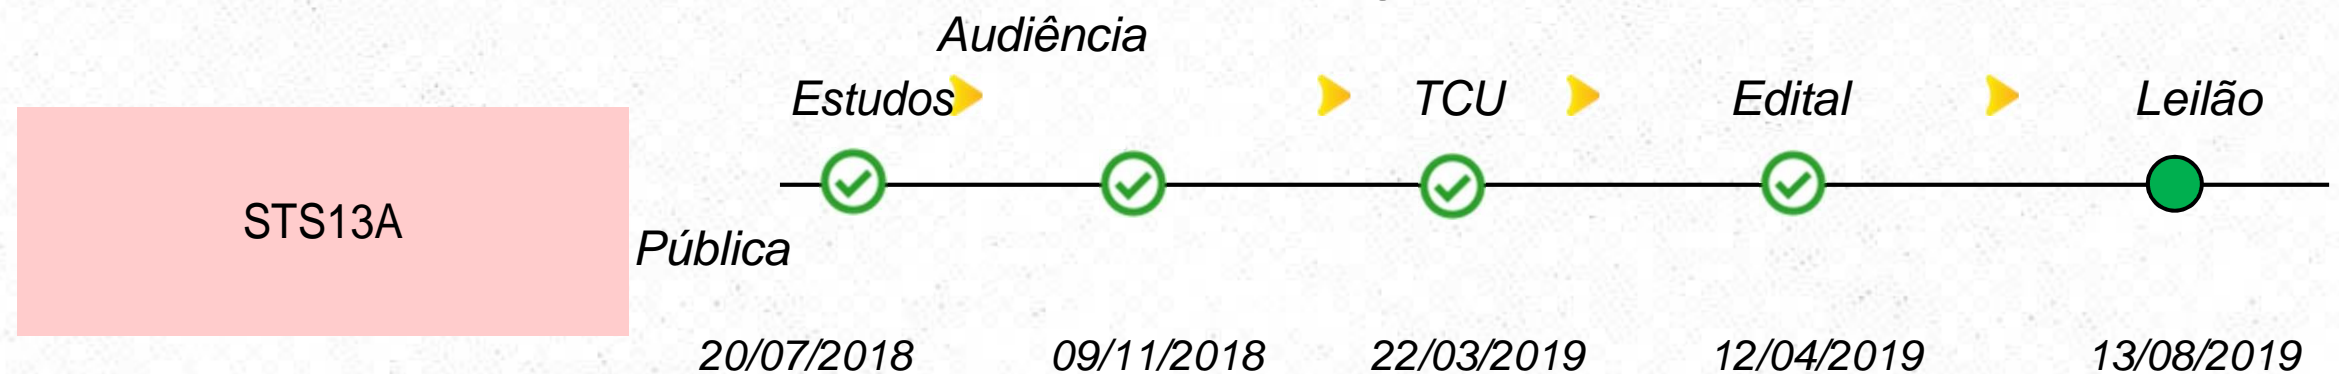 Audiência
Estudos TCU Edital Leilão
STS13A
Pública
20/07/2018 09/11/2018 22/03/2019 12/04/2019 13/08/2019